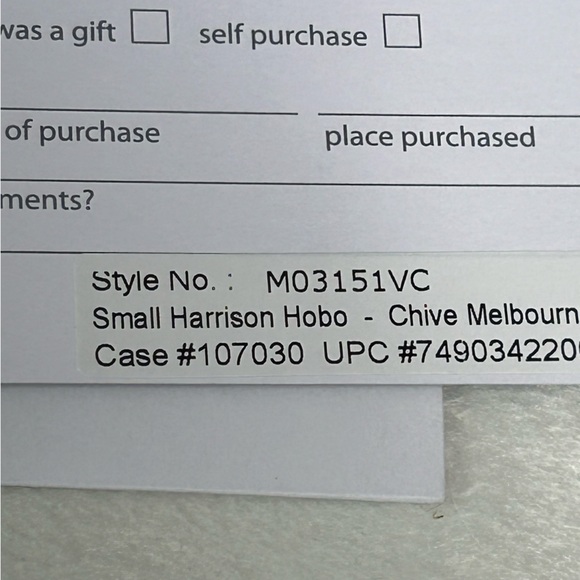 was a gift self purchase
of purchase place purchased
ments?
Style No. : M03151VC
Small Harrison Hobo - Chive Melbourn
Case #107030 UPC #749034220